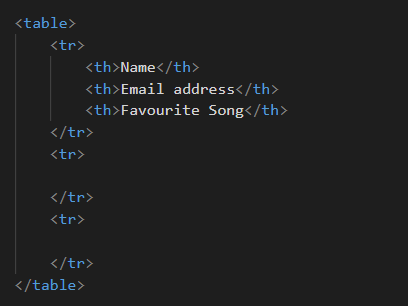 <table>
<tr>
<th>Name</th>
<th>Email address</th>
<th>Favourite Song</th>
</tr>
<tr>
</tr>
<tr>
</tr>
</table>